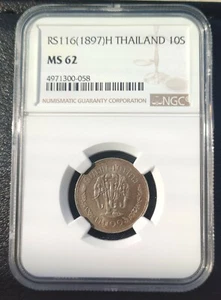 RS116(1897)H THAILAND 10S
MS 62
4971300-058
NUMISMATIC GUARANTY CORPORATION
NGC